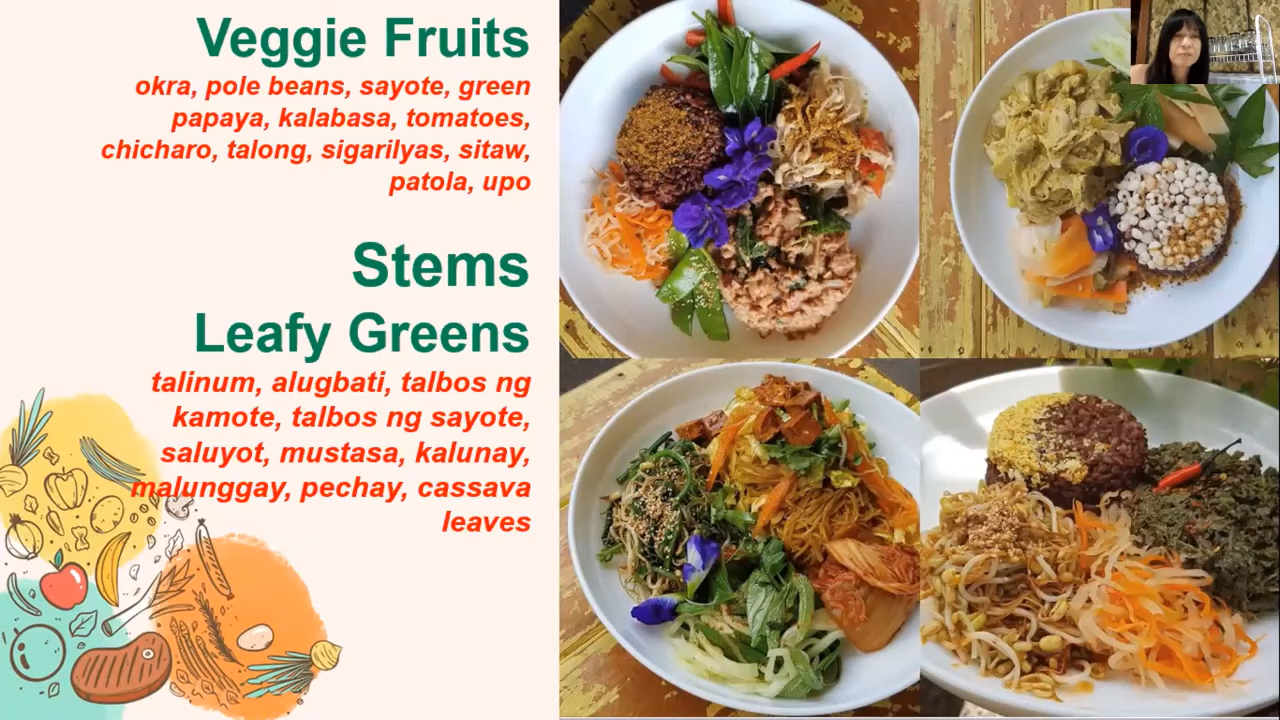 Veggie Fruits
okra, pole beans, sayote, green
papaya, kalabasa, tomatoes,
chicharo, talong, sigarilyas, sitaw,
patola, upo
Stems
Leafy Greens
talinum, alugbati, talbos ng
kamote, talbos ng sayote,
saluyot, mustasa, kalunay,
malunggay, pechay, cassava
leaves